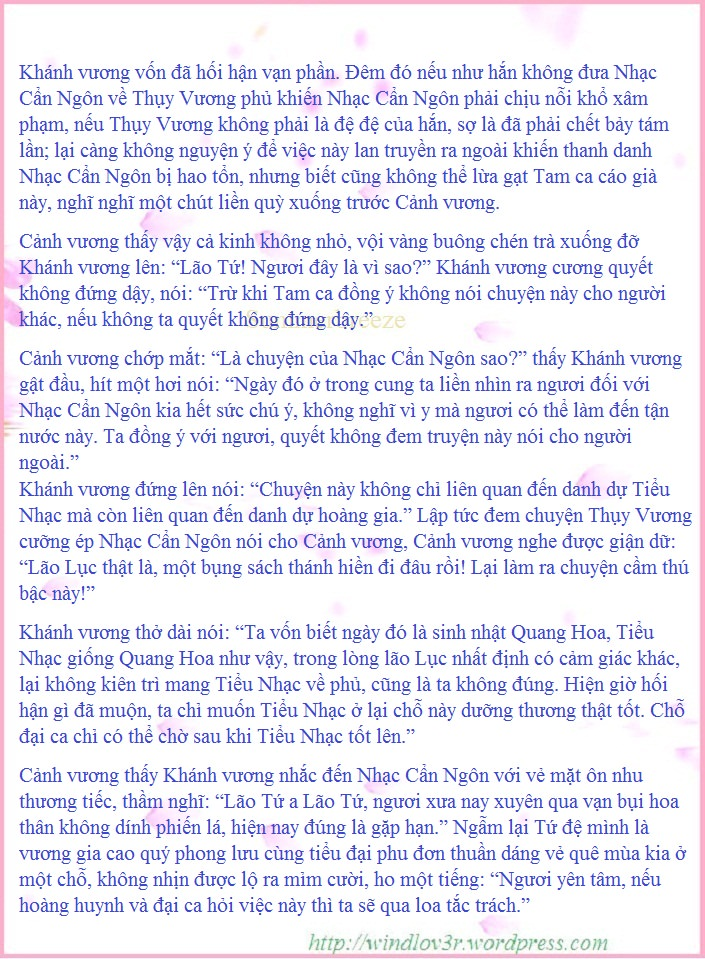 Khánh vương vốn đã hối hận vạn phần. Đêm đó nếu như hắn không đưa Nhạc
Cẩn Ngôn về Thụy Vương phủ khiến Nhạc Cẩn Ngôn phải chịu nỗi khổ xâm
phạm, nếu Thụy Vương không phải là đệ đệ của hắn, sợ là đã phải chết bảy tám
lần; lại càng không nguyện ý để việc này lan truyền ra ngoài khiến thanh danh
Nhạc Cẩn Ngôn bị hao tổn, nhưng biết cũng không thể lừa gạt Tam ca cáo già
này, nghĩ nghĩ một chút liền quỳ xuống trước Cảnh vương.
Cảnh vương thấy vậy cả kinh không nhỏ, vội vàng buông chén trà xuống đỡ
Khánh vương lên: “Lão Tứ! Ngươi đây là vì sao?” Khánh vương cương quyết
không đứng dậy, nói: “Trừ khi Tam ca đồng ý không nói chuyện này cho người
khác, nếu không ta quyết không đứng dậy.”
Cảnh vương chớp mắt: “Là chuyện của Nhạc Cẩn Ngôn sao?” thấy Khánh vương
gật đầu, hít một hơi nói: “Ngày đó ở trong cung ta liền nhìn ra ngươi đối với
Nhạc Cẩn Ngôn kia hết sức chú ý, không nghĩ vì y mà ngươi có thể làm đến tận
nước này. Ta đồng ý với ngươi, quyết không đem truyện này nói cho người
ngoài.”
Khánh vương đứng lên nói: “Chuyện này không chỉ liên quan đến danh dự Tiểu
Nhạc mà còn liên quan đến danh dự hoàng gia.” Lập tức đem chuyện Thụy Vương
cưỡng ép Nhạc Cẩn Ngôn nói cho Cảnh vương, Cảnh vương nghe được giận dữ:
“Lão Lục thật là, một bụng sách thánh hiền đi đâu rồi! Lại làm ra chuyện cầm thú
bậc này!”
Khánh vương thở dài nói: “Ta vốn biết ngày đó là sinh nhật Quang Hoa, Tiểu
Nhạc giống Quang Hoa như vậy, trong lòng lão Lục nhất định có cảm giác khác,
lại không kiên trì mang Tiểu Nhạc về phủ, cũng là ta không đúng. Hiện giờ hối
hận gì đã muộn, ta chỉ muốn Tiểu Nhạc ở lại chỗ này dưỡng thương thật tốt. Chỗ
đại ca chỉ có thể chờ sau khi Tiểu Nhạc tốt lên.”
Cảnh vương thấy Khánh vương nhắc đến Nhạc Cẩn Ngôn với vẻ mặt ôn nhu
thương tiếc, thầm nghĩ: “Lão Tứ a Lão Tứ, ngươi xưa nay xuyên qua vạn bụi hoa
thân không dính phiến lá, hiện nay đúng là gặp hạn.” Ngẫm lại Tứ đệ mình là
vương gia cao quý phong lưu cùng tiểu đại phu đơn thuần dáng vẻ quê mùa kia ở
một chỗ, không nhịn được lộ ra mỉm cười, ho một tiếng: “Ngươi yên tâm, nếu
hoàng huynh và đại ca hỏi việc này thì ta sẽ qua loa tắc trách.”
http://windlov3r.wordpress.com